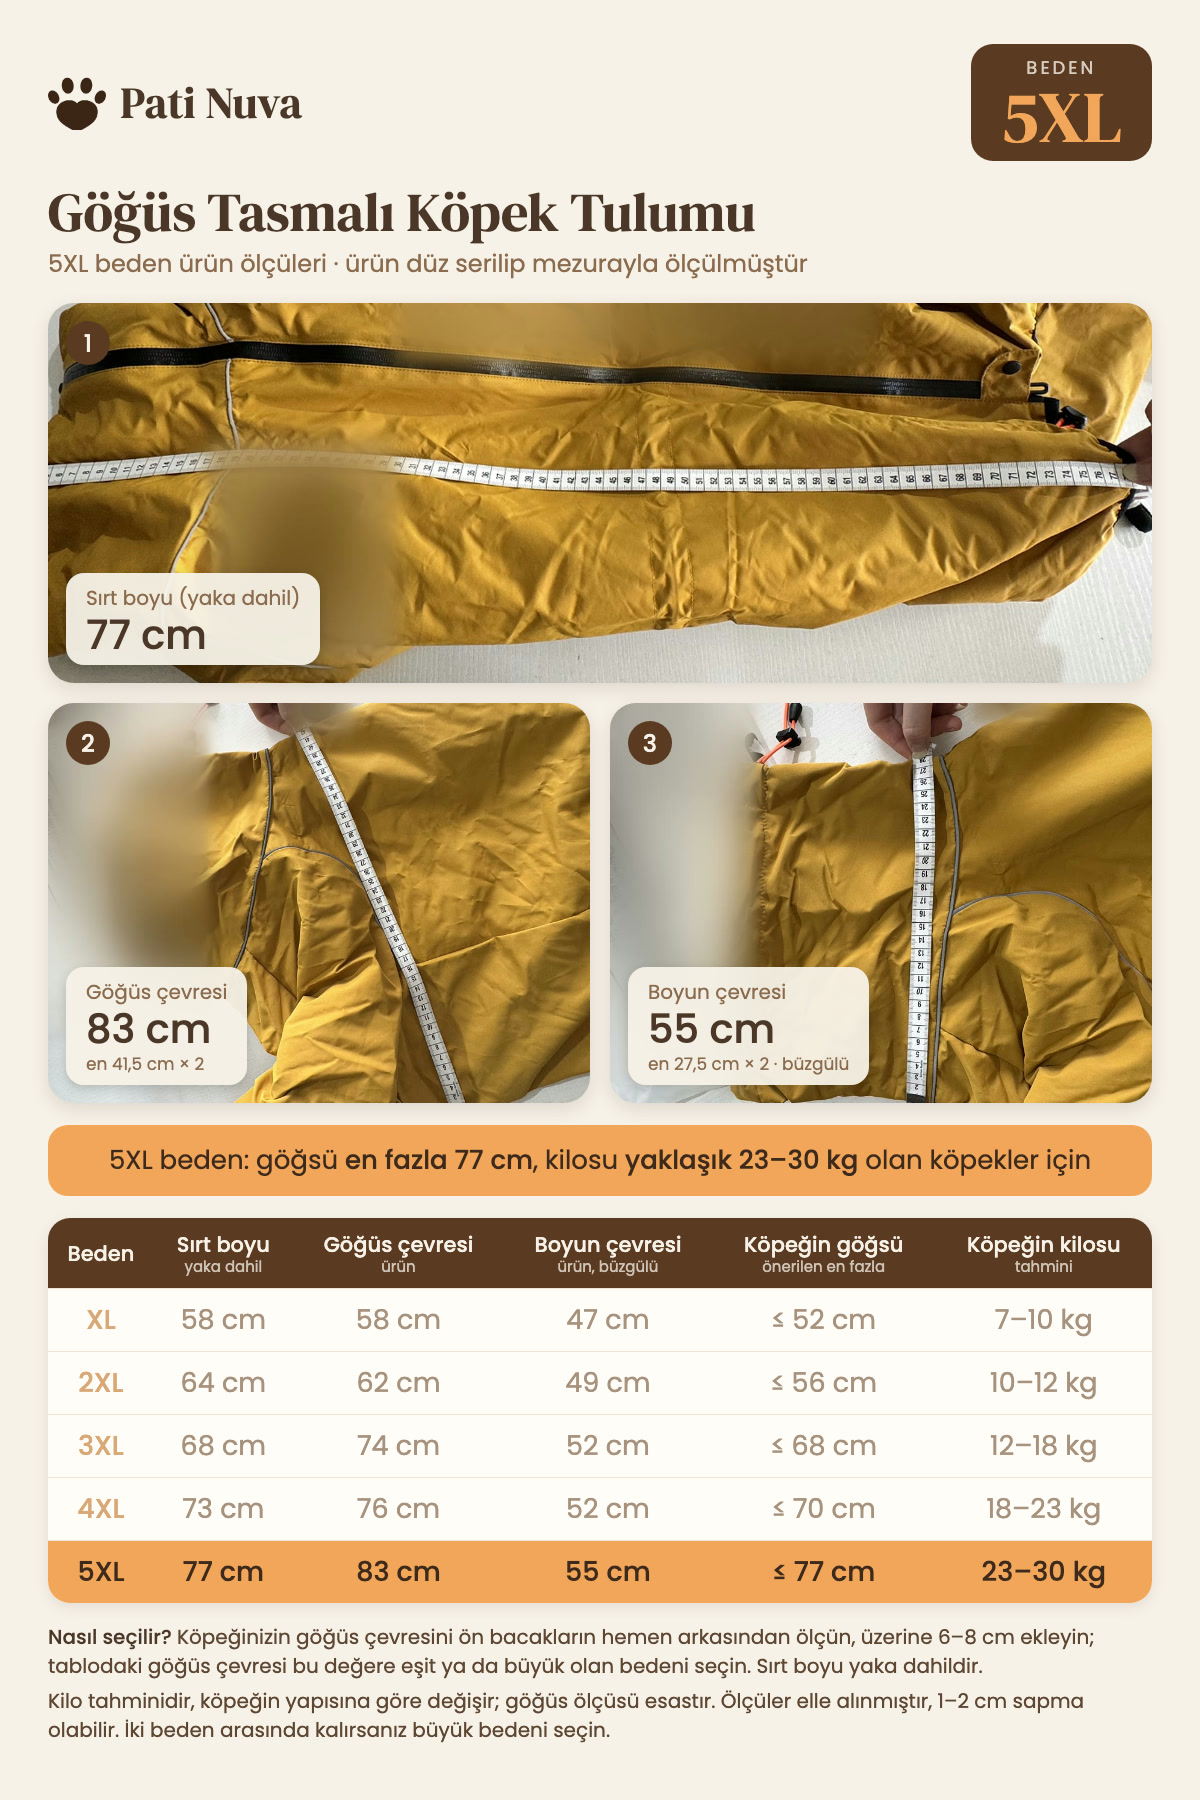 Pati Nuva
BEDEN
5XL
Göğüs Tasmalı Köpek Tulumu
5XL beden ürün ölçüleri · ürün düz serilip mezurayla ölçülmüştür
1
Sırt boyu (yaka dahil)
77 cm
2
Göğüs çevresi
83 cm
en 41,5 cm × 2
3
Boyun çevresi
55 cm
en 27,5 cm × 2 · büzgülü
5XL beden: göğsü en fazla 77 cm, kilosu yaklaşık 23–30 kg olan köpekler için
Beden Sırt boyu Göğüs çevresi Boyun çevresi Köpeğin göğsü Köpeğin kilosu
yaka dahil ürün ürün, büzgülü önerilen en fazla tahmini
XL 58 cm 58 cm 47 cm ≤ 52 cm 7–10 kg
2XL 64 cm 62 cm 49 cm ≤ 56 cm 10–12 kg
3XL 68 cm 74 cm 52 cm ≤ 68 cm 12–18 kg
4XL 73 cm 76 cm 52 cm ≤ 70 cm 18–23 kg
5XL 77 cm 83 cm 55 cm ≤ 77 cm 23–30 kg
Nasıl seçilir? Köpeğinizin göğüs çevresini ön bacakların hemen arkasından ölçün, üzerine 6–8 cm ekleyin;
tablodaki göğüs çevresi bu değere eşit ya da büyük olan bedeni seçin. Sırt boyu yaka dahildir.
Kilo tahminidir, köpeğin yapısına göre değişir; göğüs ölçüsü esastır. Ölçüler elle alınmıştır, 1–2 cm sapma
olabilir. İki beden arasında kalırsanız büyük bedeni seçin.